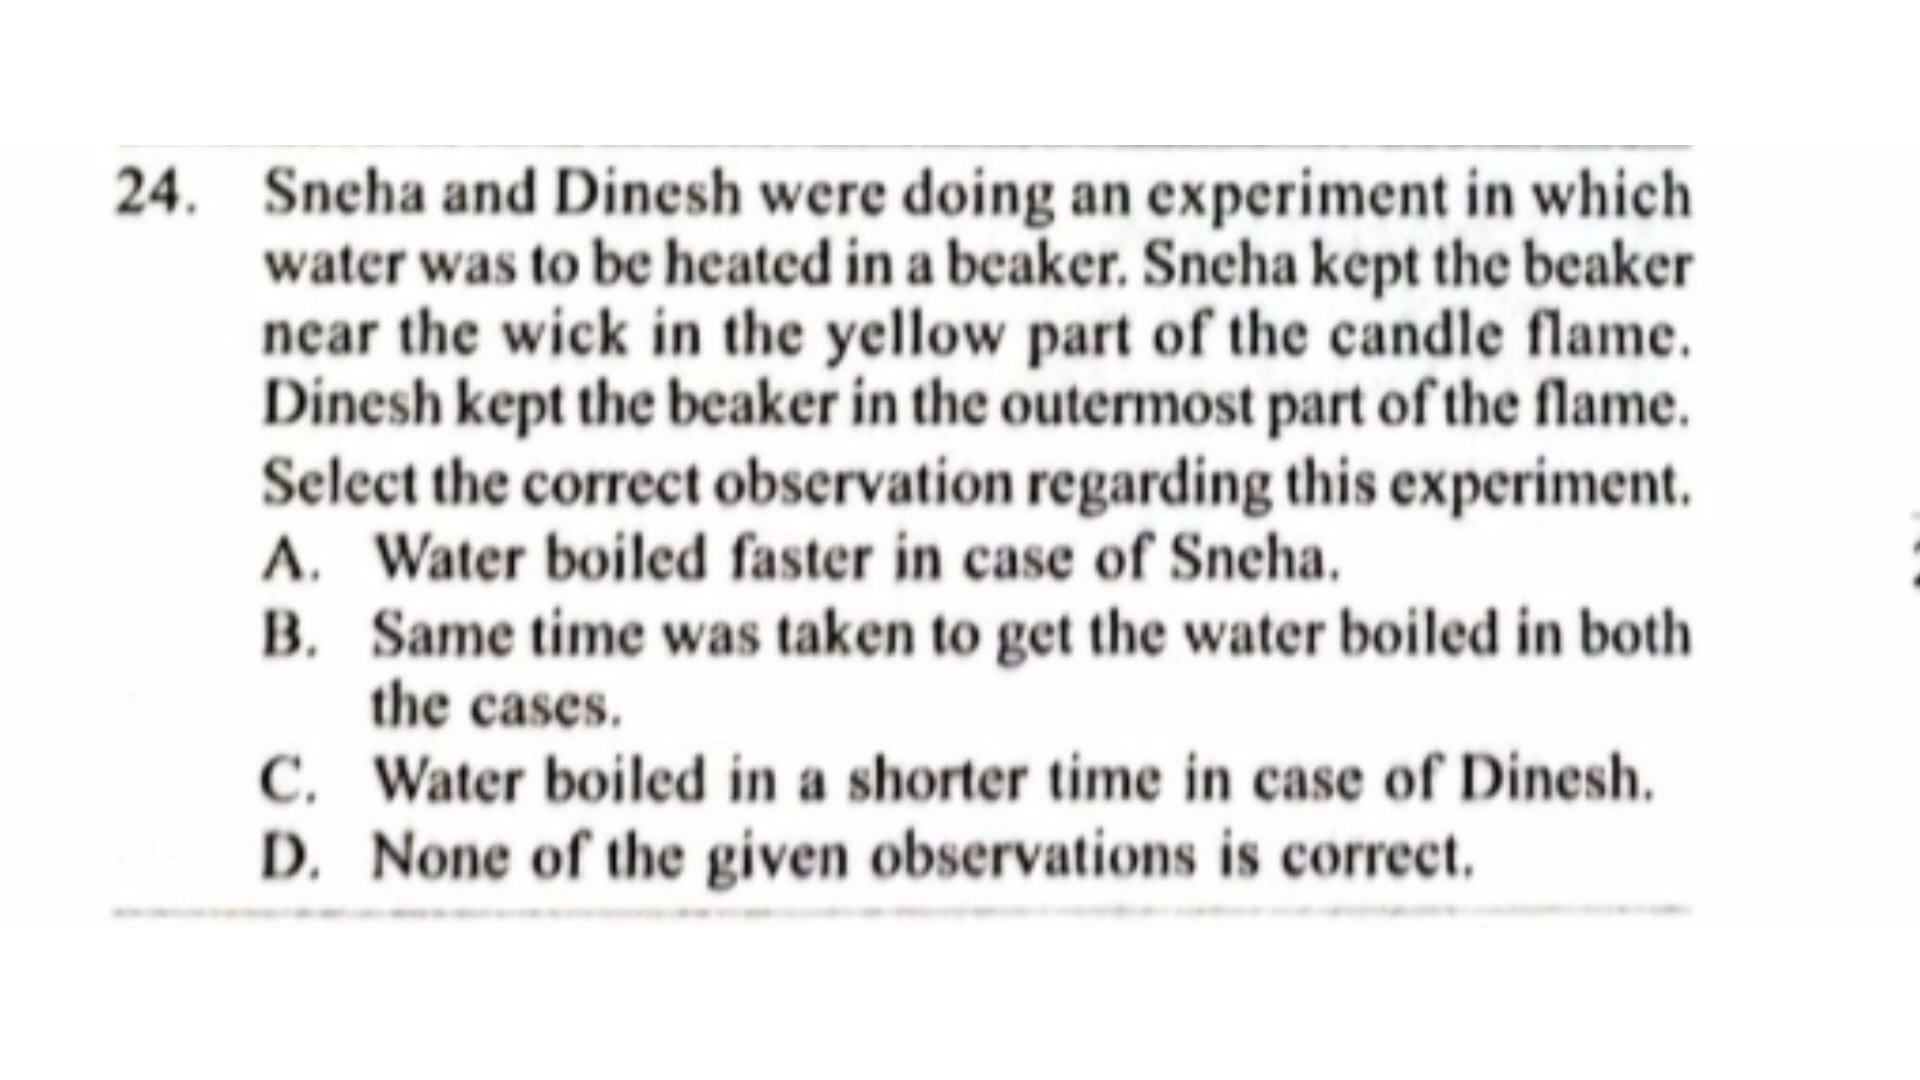 24. Sneha and Dinesh were doing an experiment in which
water was to be heated in a beaker. Sneha kept the beaker
near the wick in the yellow part of the candle flame.
Dinesh kept the beaker in the outermost part of the flame.
Select the correct observation regarding this experiment.
A. Water boiled faster in case of Sneha.
B. Same time was taken to get the water boiled in both
the cases.
C. Water boiled in a shorter time in case of Dinesh.
D. None of the given observations is correct.